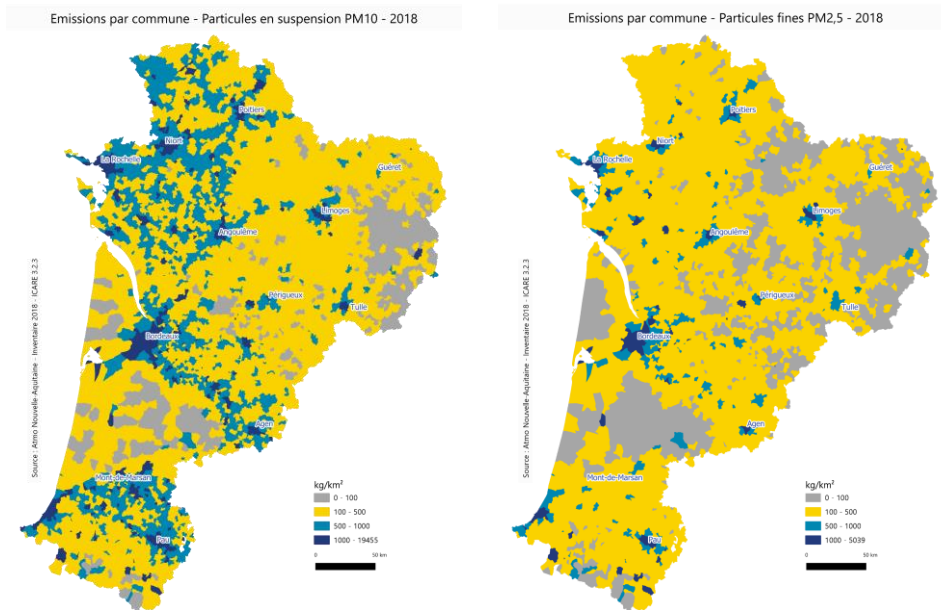 Emissions par commune - Particules en suspension PM10 - 2018
Poitiers
Niort
La Rochelle
Guéret
Limoges
Angoulême
Périgueux
Tulle
Bordeaux
Agen
Mont-de-Marsan
Pau
Source : Atmo Nouvelle-Aquitaine - Inventaire 2018 - ICARE 3.2.3
kg/km²
0 - 100
100 - 500
500 - 1000
1000 - 19455
0 50 km
Emissions par commune - Particules fines PM2,5 - 2018
Poitiers
Niort
La Rochelle
Guéret
Limoges
Angoulême
Périgueux
Tulle
Bordeaux
Agen
Mont-de-Marsan
Pau
Source : Atmo Nouvelle-Aquitaine - Inventaire 2018 - ICARE 3.2.3
kg/km²
0 - 100
100 - 500
500 - 1000
1000 - 5039
0 50 km